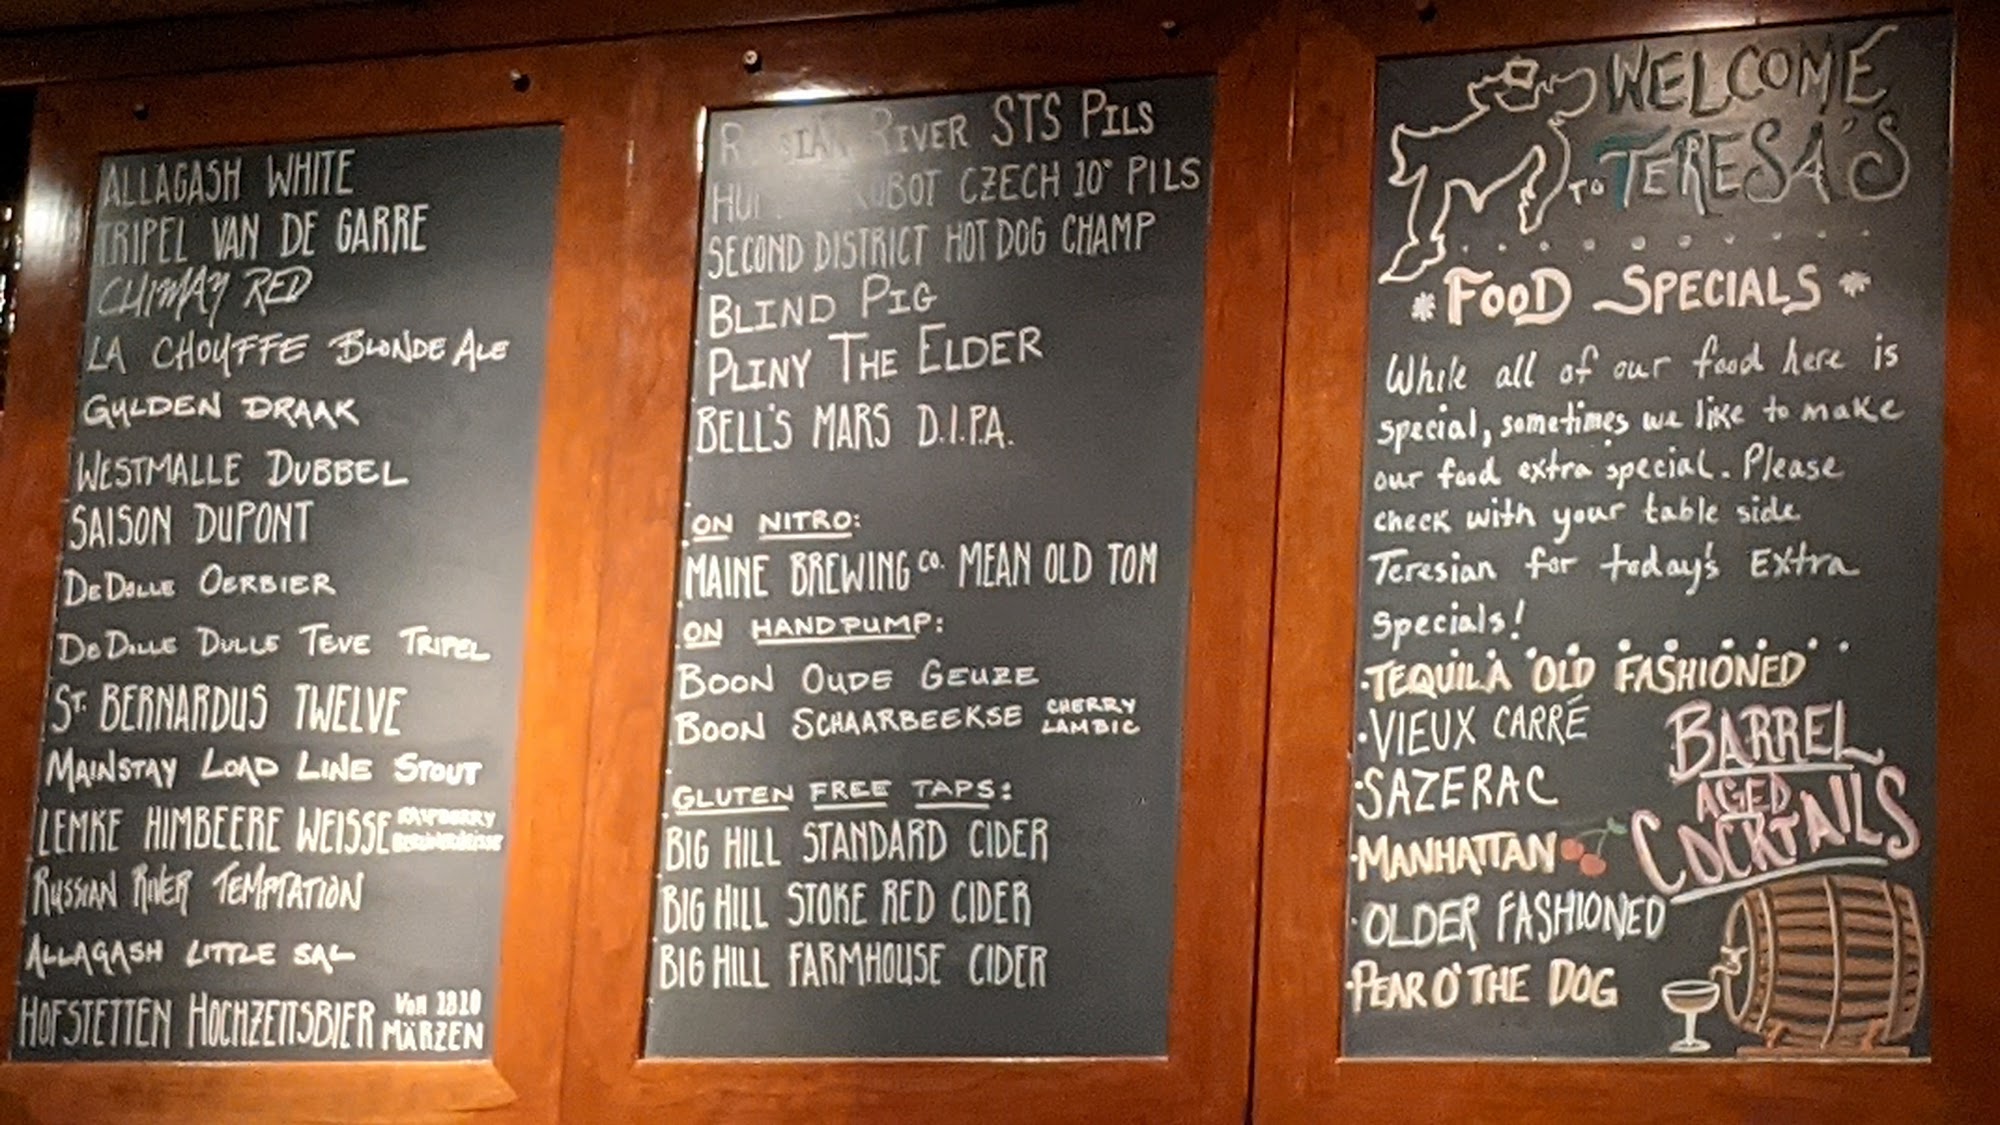 ALLAGASH WHITE
TRIPEL VAN DE GARRE
CHIMAY RED
LA CHOUFFE BLONDE ALE
GULDEN DRAAK
WESTMALLE DUBBEL
SAISON DUPONT
DEDOLLE OERBIER
DEDOLLE DULLE TEVE TRIPEL
ST. BERNARDUS TWELVE
MAINSTAY LOAD LINE STOUT
LEMKE HIMBEERE WEISSE RASPBERRY
RUSSIAN RIVER TEMPTATION
ALLAGASH LITTLE SAL
HOFSTETTEN HOCHZEITSBIER VON 1810 MÄRZEN
RUSSIAN RIVER STS PILS
ROBOT CZECH 10° PILS
SECOND DISTRICT HOT DOG CHAMP
BLIND PIG
PLINY THE ELDER
BELL'S MARS D.I.P.A.
ON NITRO:
MAINE BREWING CO. MEAN OLD TOM
ON HANDPUMP:
BOON OUDE GEUZE
BOON SCHAARBEEKSE CHERRY LAMBIC
GLUTEN FREE TAPS:
BIG HILL STANDARD CIDER
BIG HILL STOKE RED CIDER
BIG HILL FARMHOUSE CIDER
WELCOME
TO TERESA'S
* FOOD SPECIALS *
While all of our food here is
special, sometimes we like to make
our food extra special. Please
check with your table side
Teresian for today's Extra
Specials!
• TEQUILA OLD FASHIONED
• VIEUX CARRÉ
• SAZERAC
• MANHATTAN
• OLDER FASHIONED
• PEAR O' THE DOG
BARREL
AGED
COCKTAILS